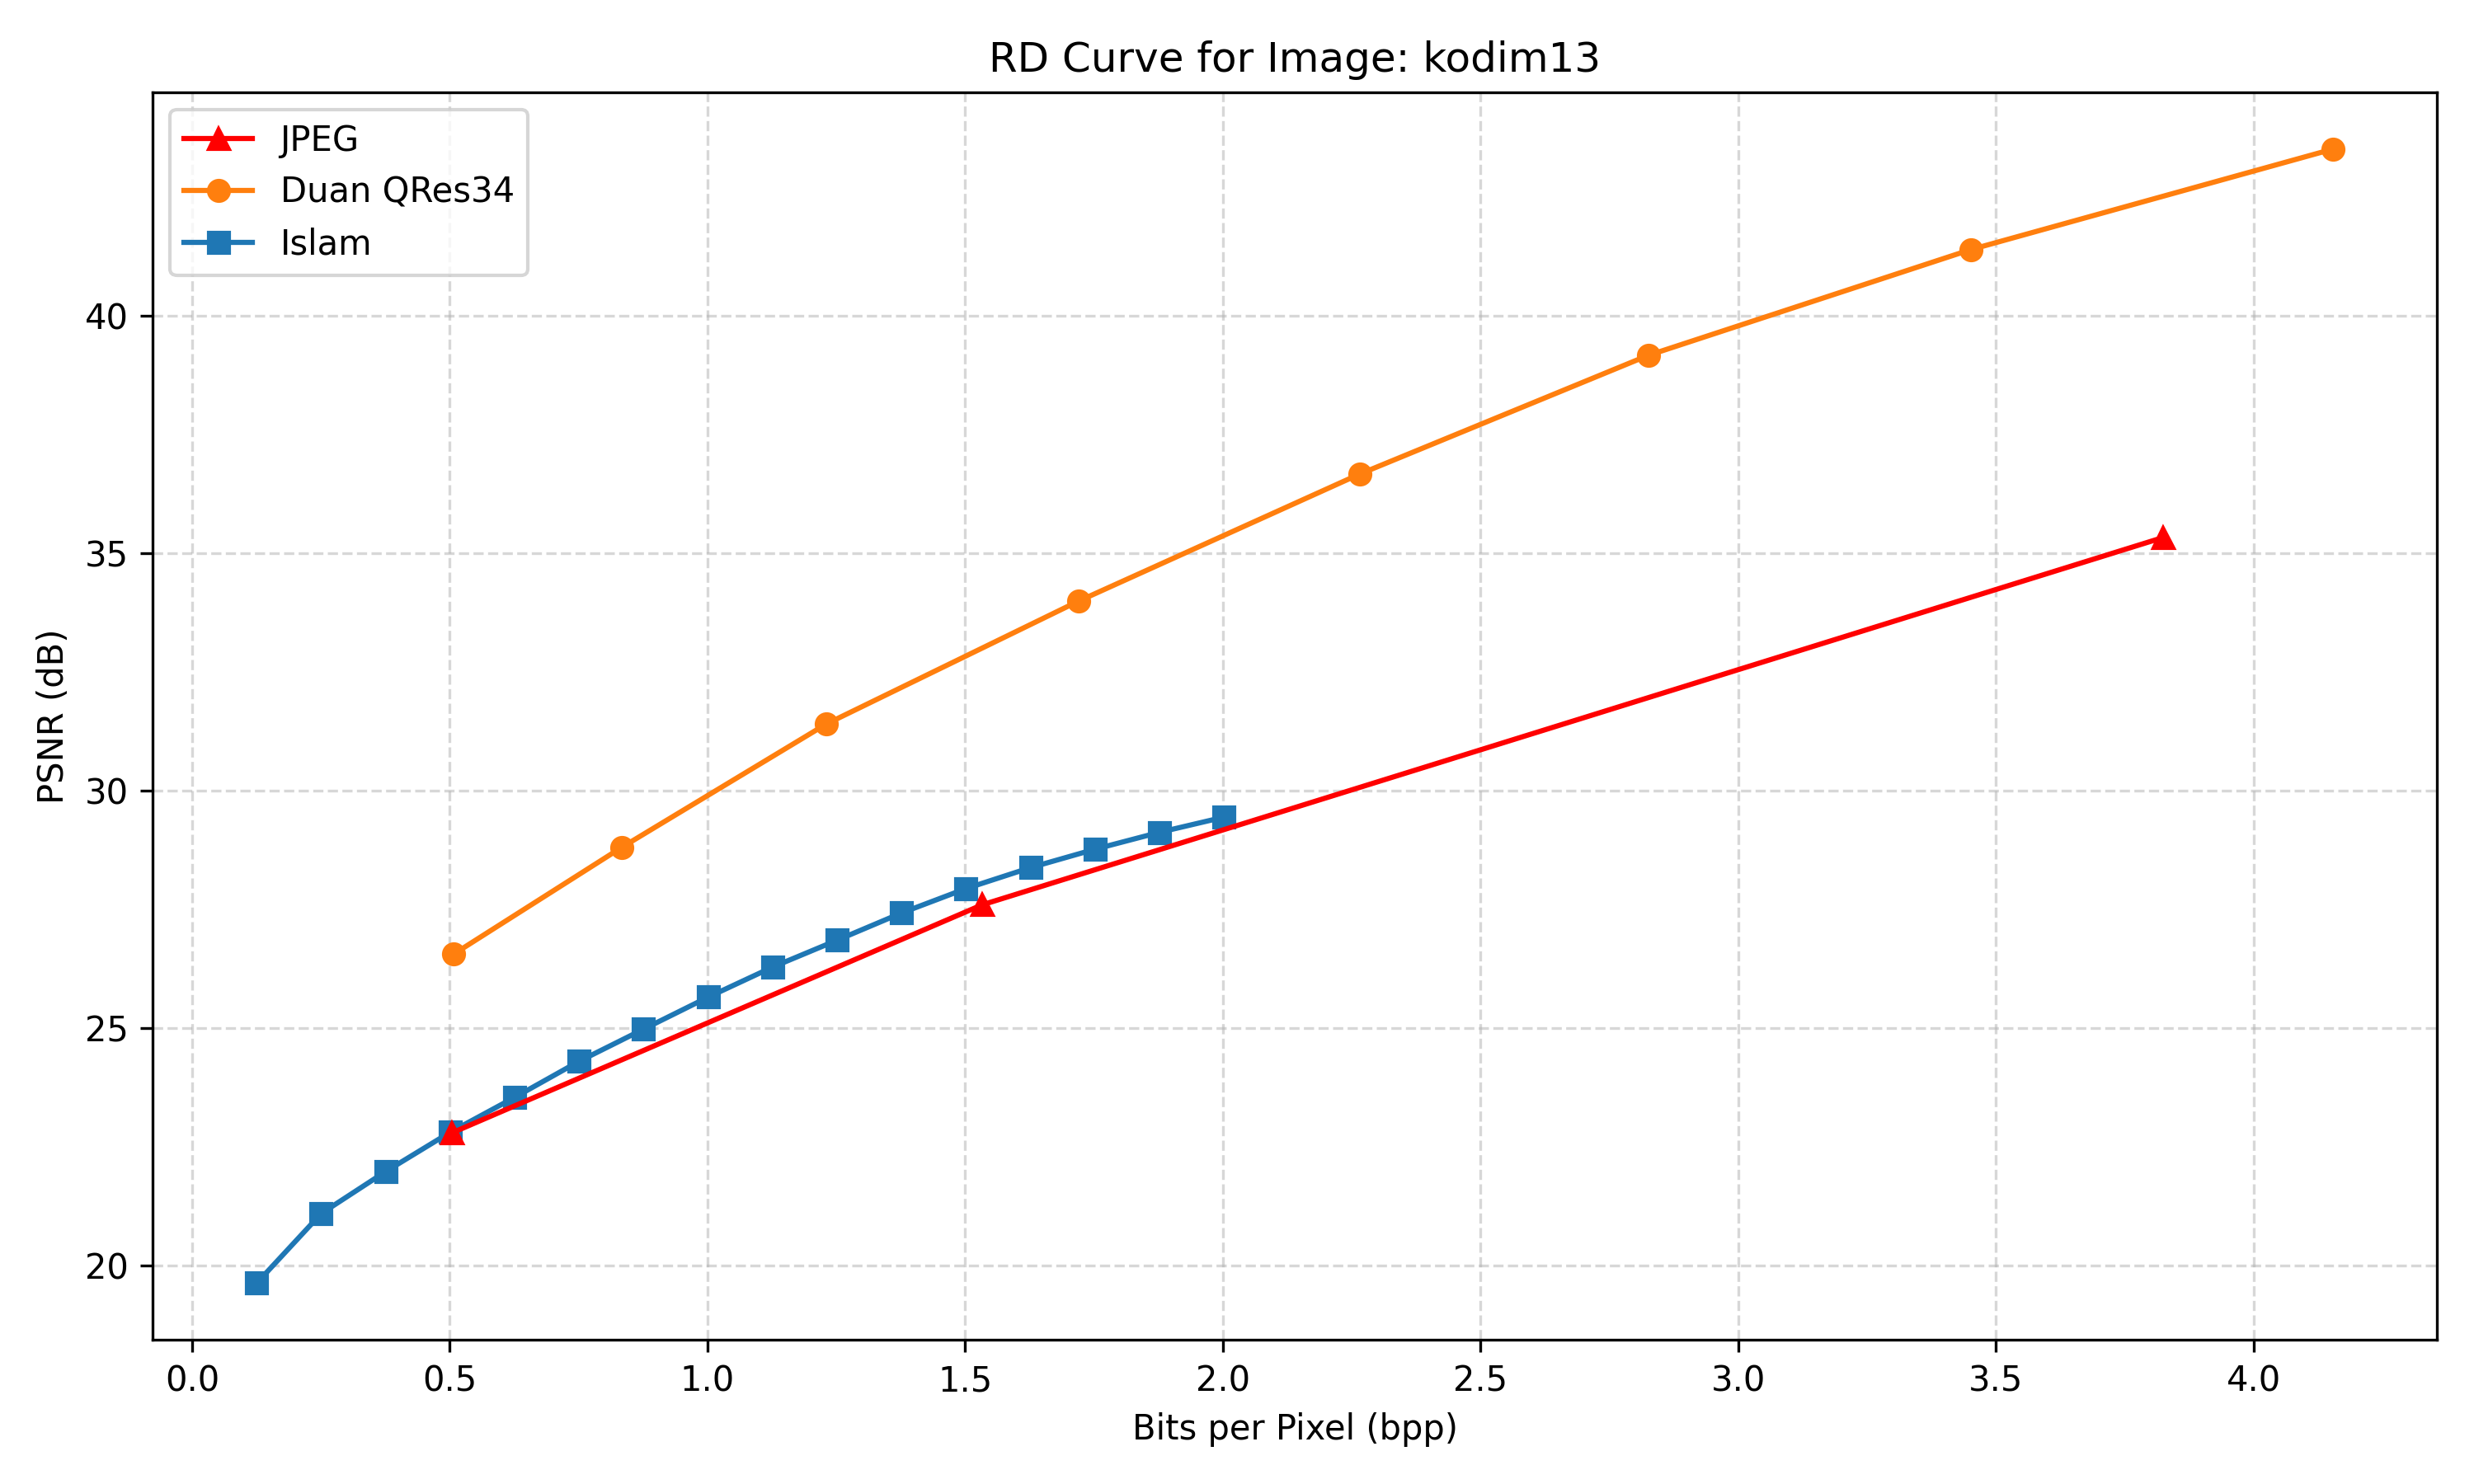 RD Curve for Image: kodim13
JPEG
Duan QRes34
Islam
40
35
30
25
20
PSNR (dB)
0.0 0.5 1.0 1.5 2.0 2.5 3.0 3.5 4.0
Bits per Pixel (bpp)